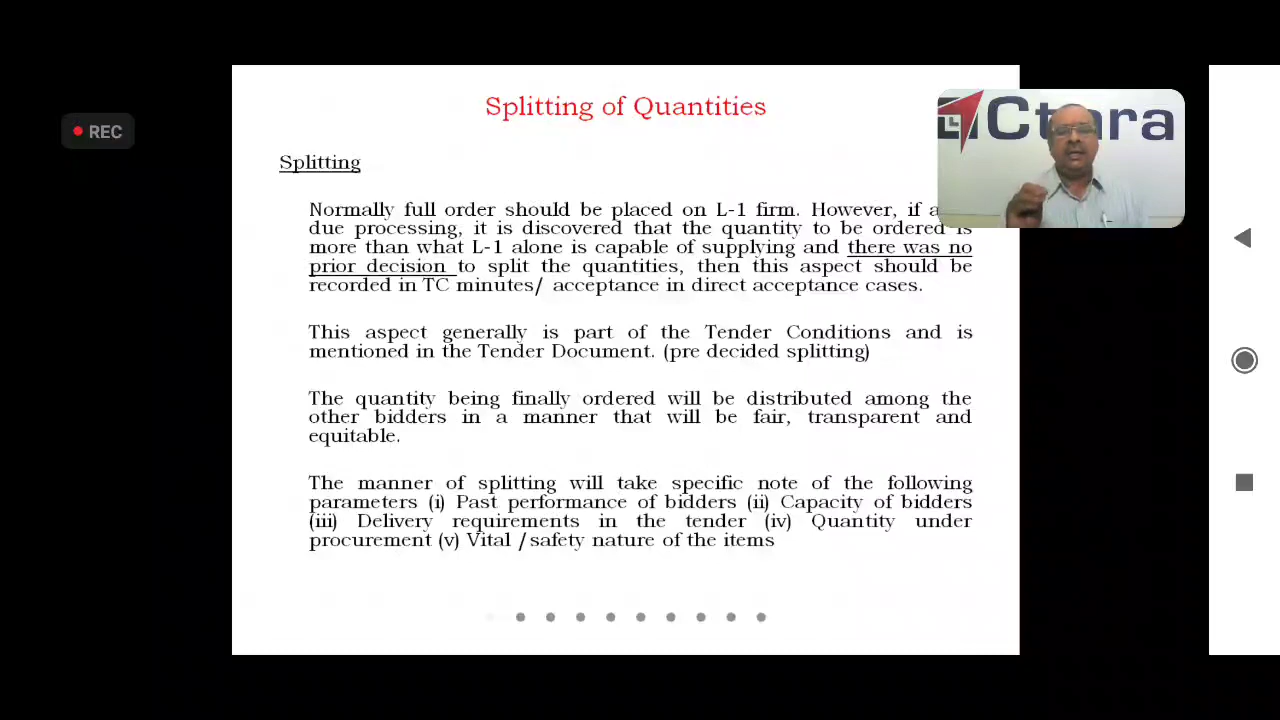 Splitting of Quantities
REC
Splitting
Normally full order should be placed on L-1 firm. However, if
due processing, it is discovered that the quantity to be ordered is
more than what L-1 alone is capable of supplying and there was no
prior decision to split the quantities, then this aspect should be
recorded in TC minutes/ acceptance in direct acceptance cases.
This aspect generally is part of the Tender Conditions and is
mentioned in the Tender Document. (pre decided splitting)
The quantity being finally ordered will be distributed among the
other bidders in a manner that will be fair, transparent and
equitable.
The manner of splitting will take specific note of the following
parameters (i) Past performance of bidders (ii) Capacity of bidders
(iii) Delivery requirements in the tender (iv) Quantity under
procurement (v) Vital /safety nature of the items